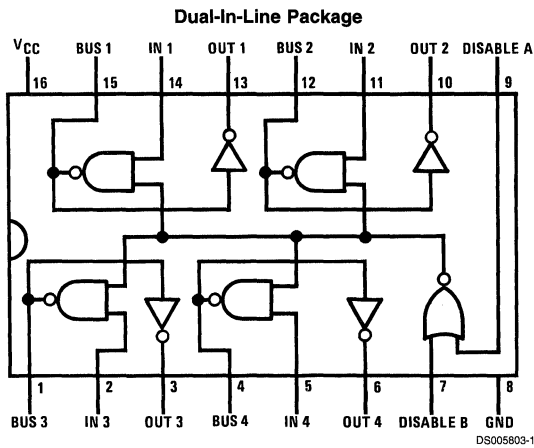 Dual-In-Line Package
VCC BUS 1 IN 1 OUT 1 BUS 2 IN 2 OUT 2 DISABLE A
16 15 14 13 12 11 10 9
1 2 3 4 5 6 7 8
BUS 3 IN 3 OUT 3 BUS 4 IN 4 OUT 4 DISABLE B GND
DS005803-1